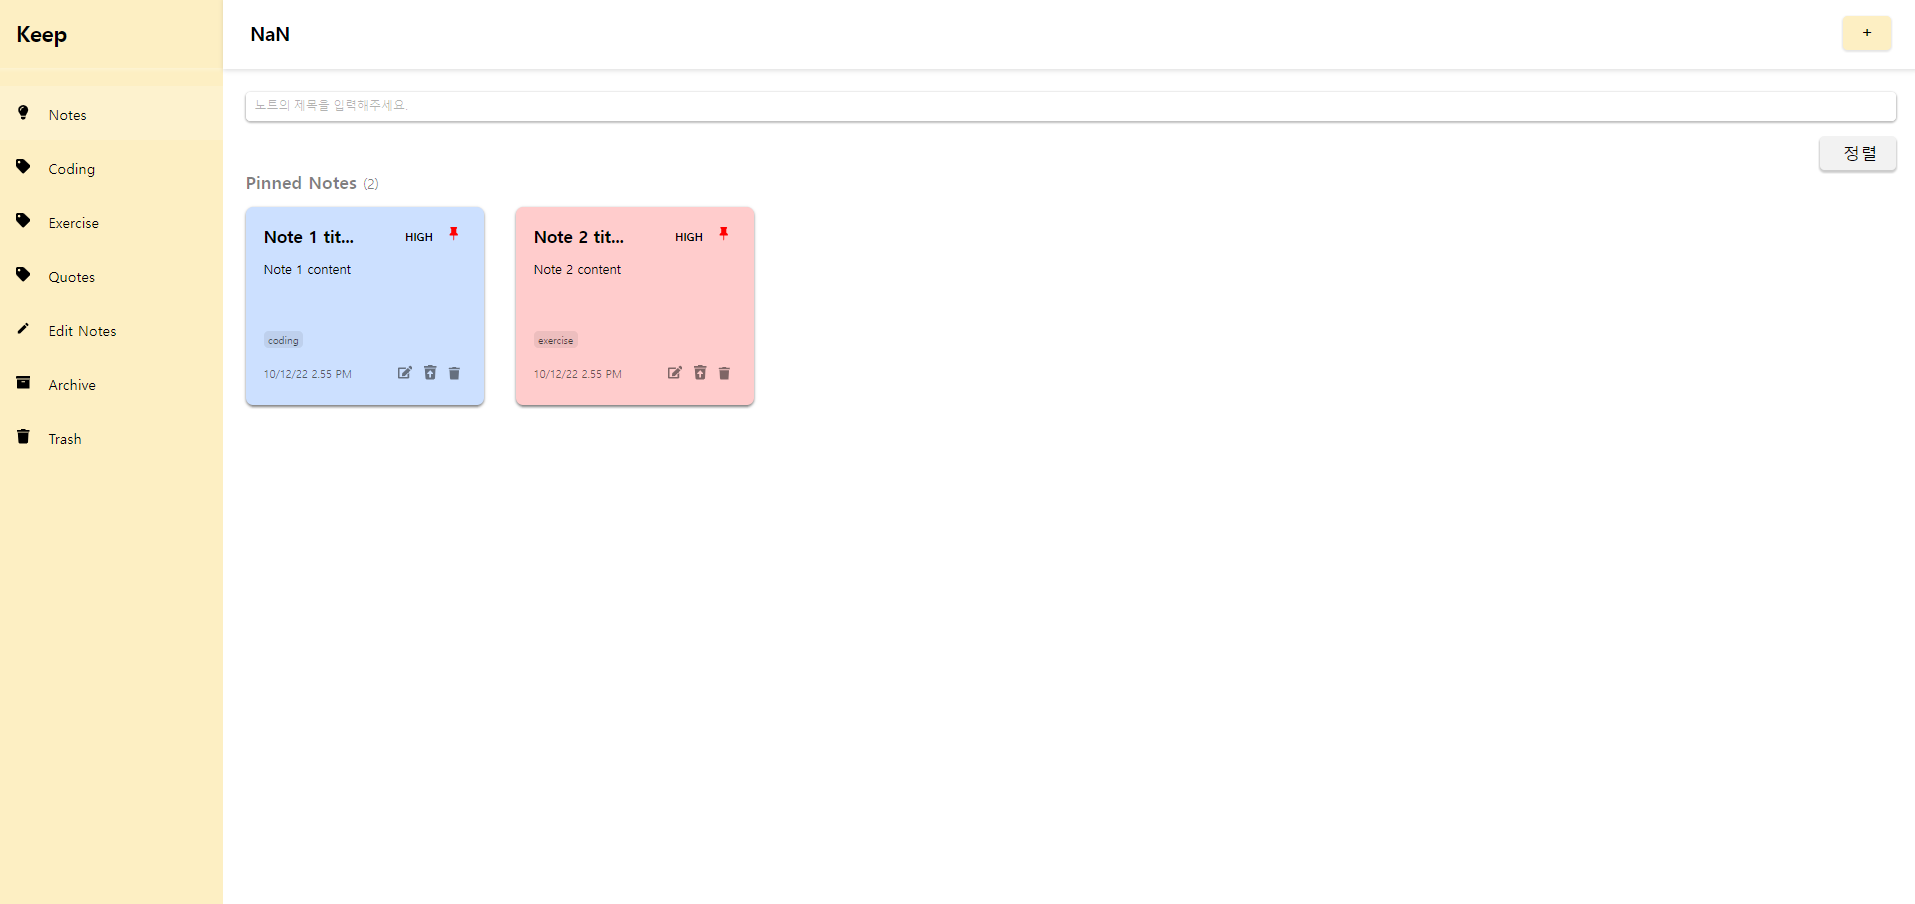 Keep
NaN
+
Notes
Coding
Exercise
Quotes
Edit Notes
Archive
Trash
노트의 제목을 입력해주세요.
정렬
Pinned Notes (2)
Note 1 tit... HIGH
Note 1 content
coding
10/12/22 2.55 PM
Note 2 tit... HIGH
Note 2 content
exercise
10/12/22 2.55 PM